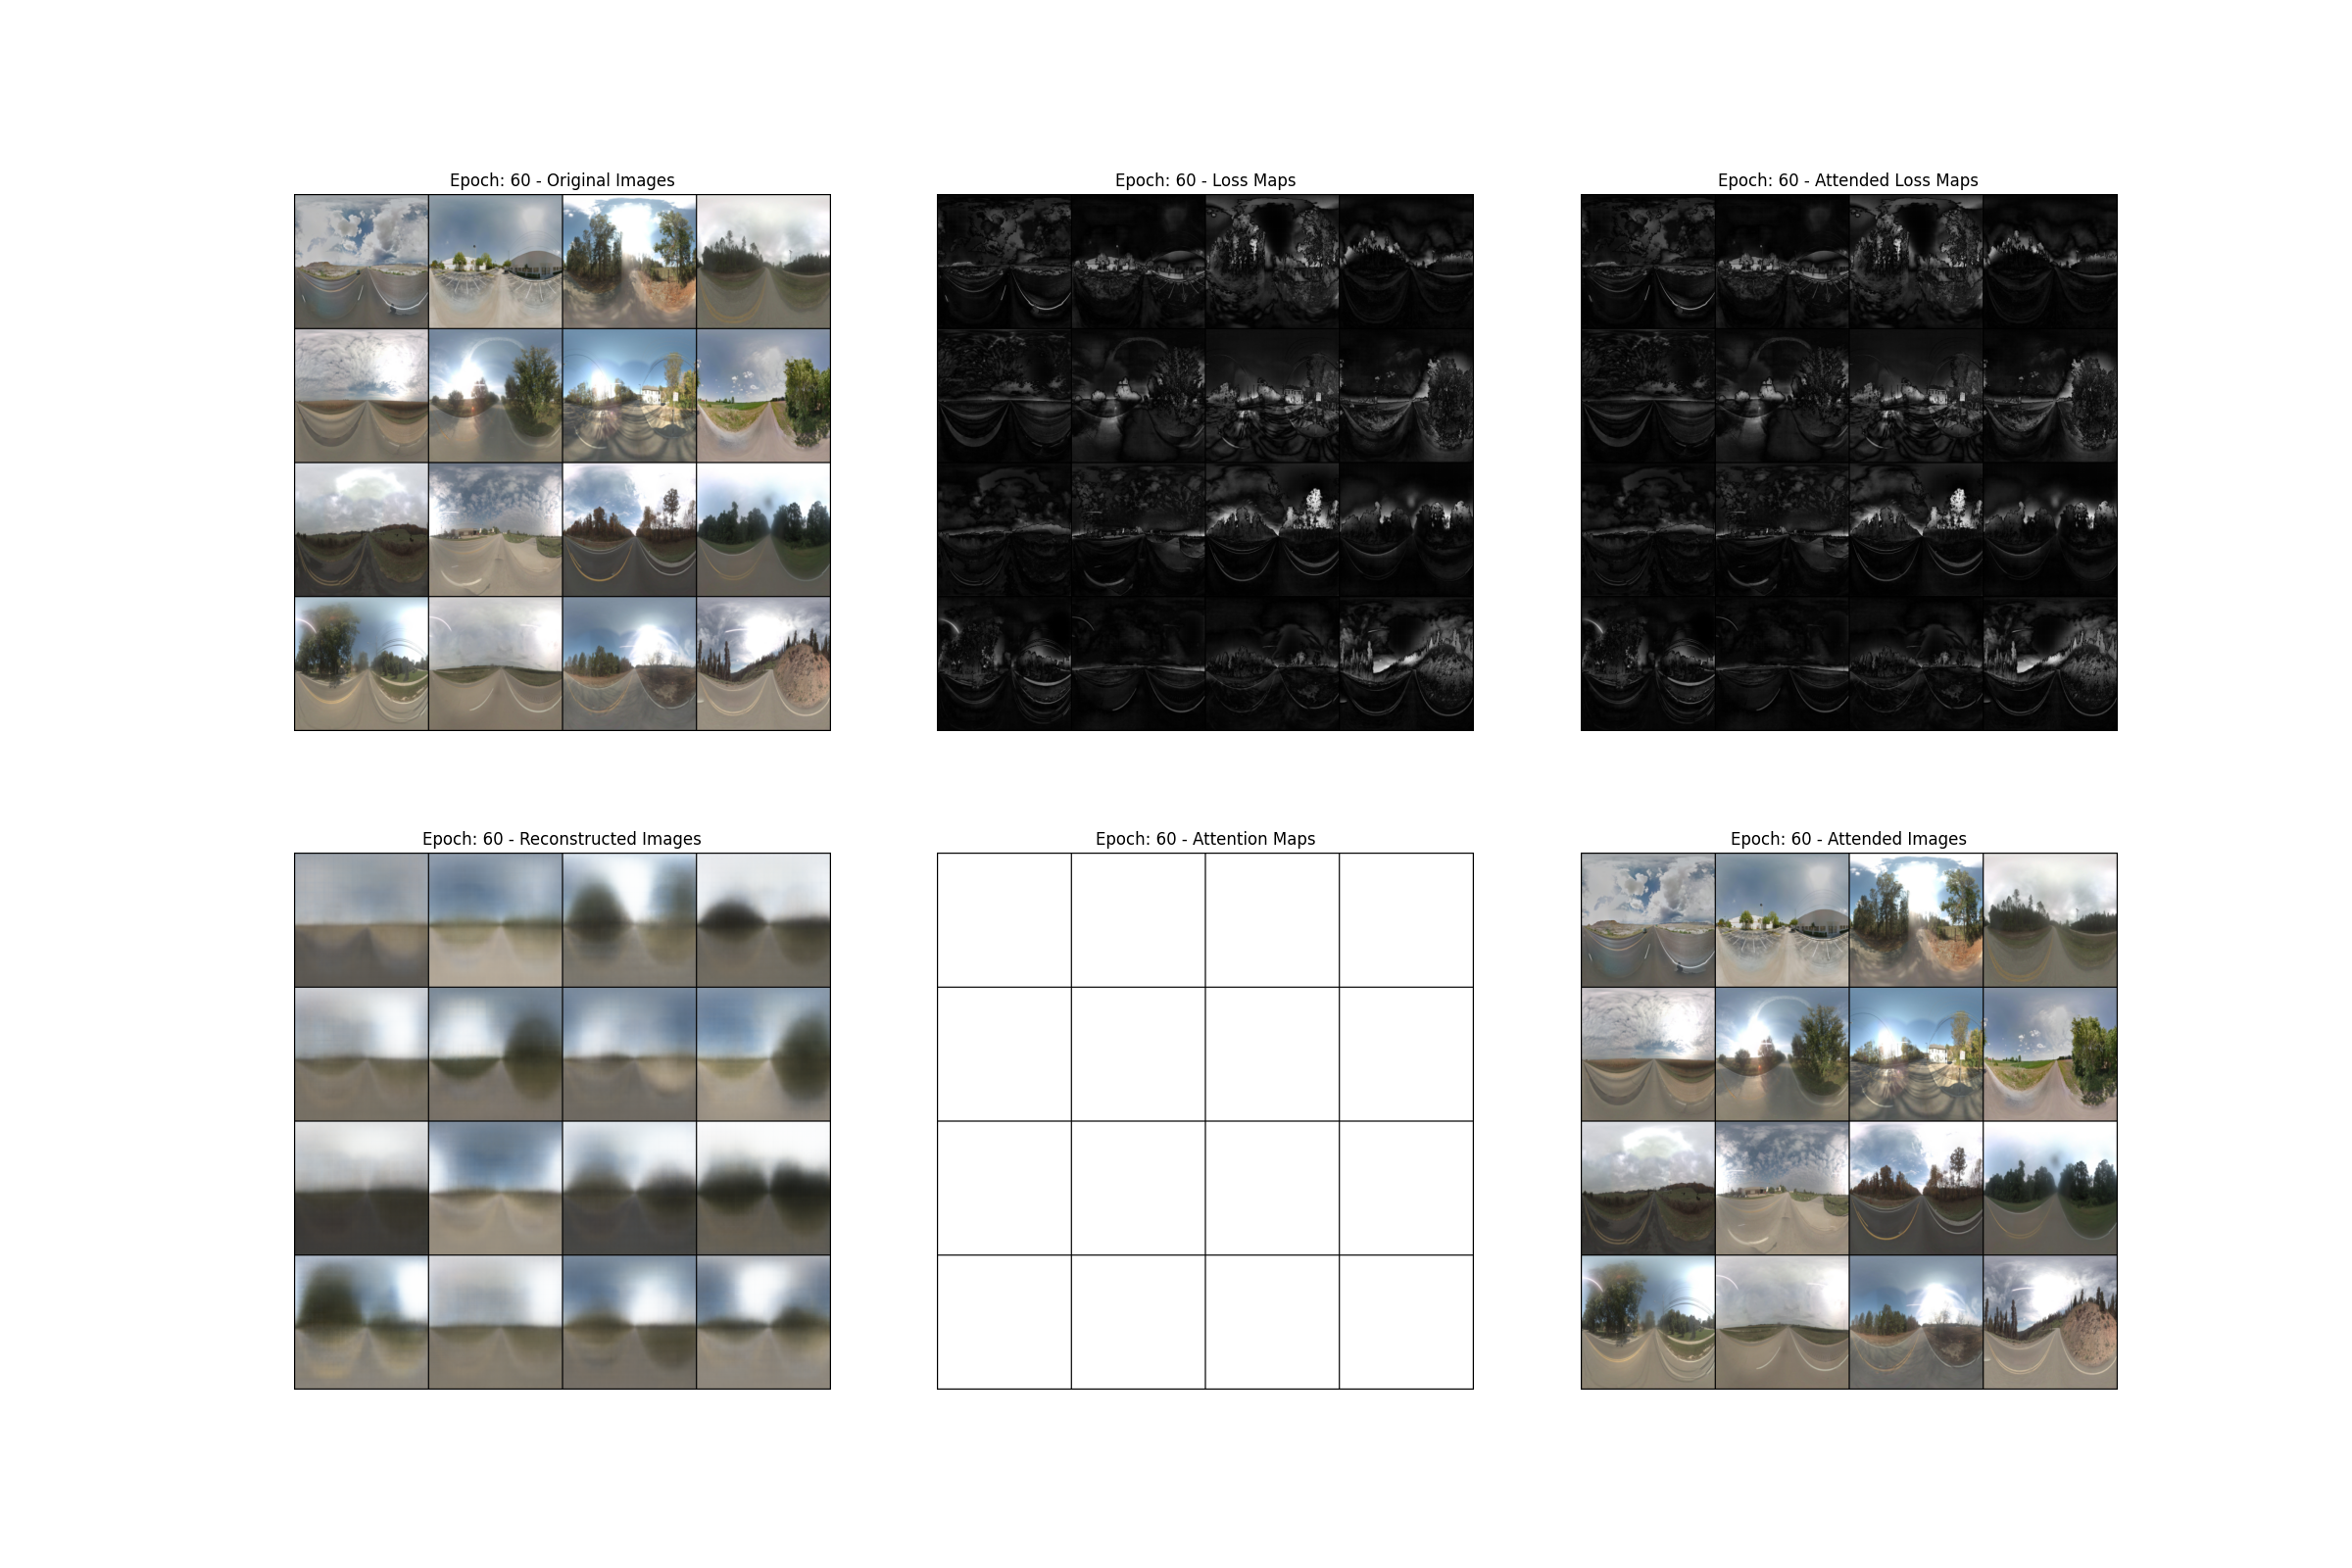 Epoch: 60 - Original Images
Epoch: 60 - Loss Maps
Epoch: 60 - Attended Loss Maps
Epoch: 60 - Reconstructed Images
Epoch: 60 - Attention Maps
Epoch: 60 - Attended Images